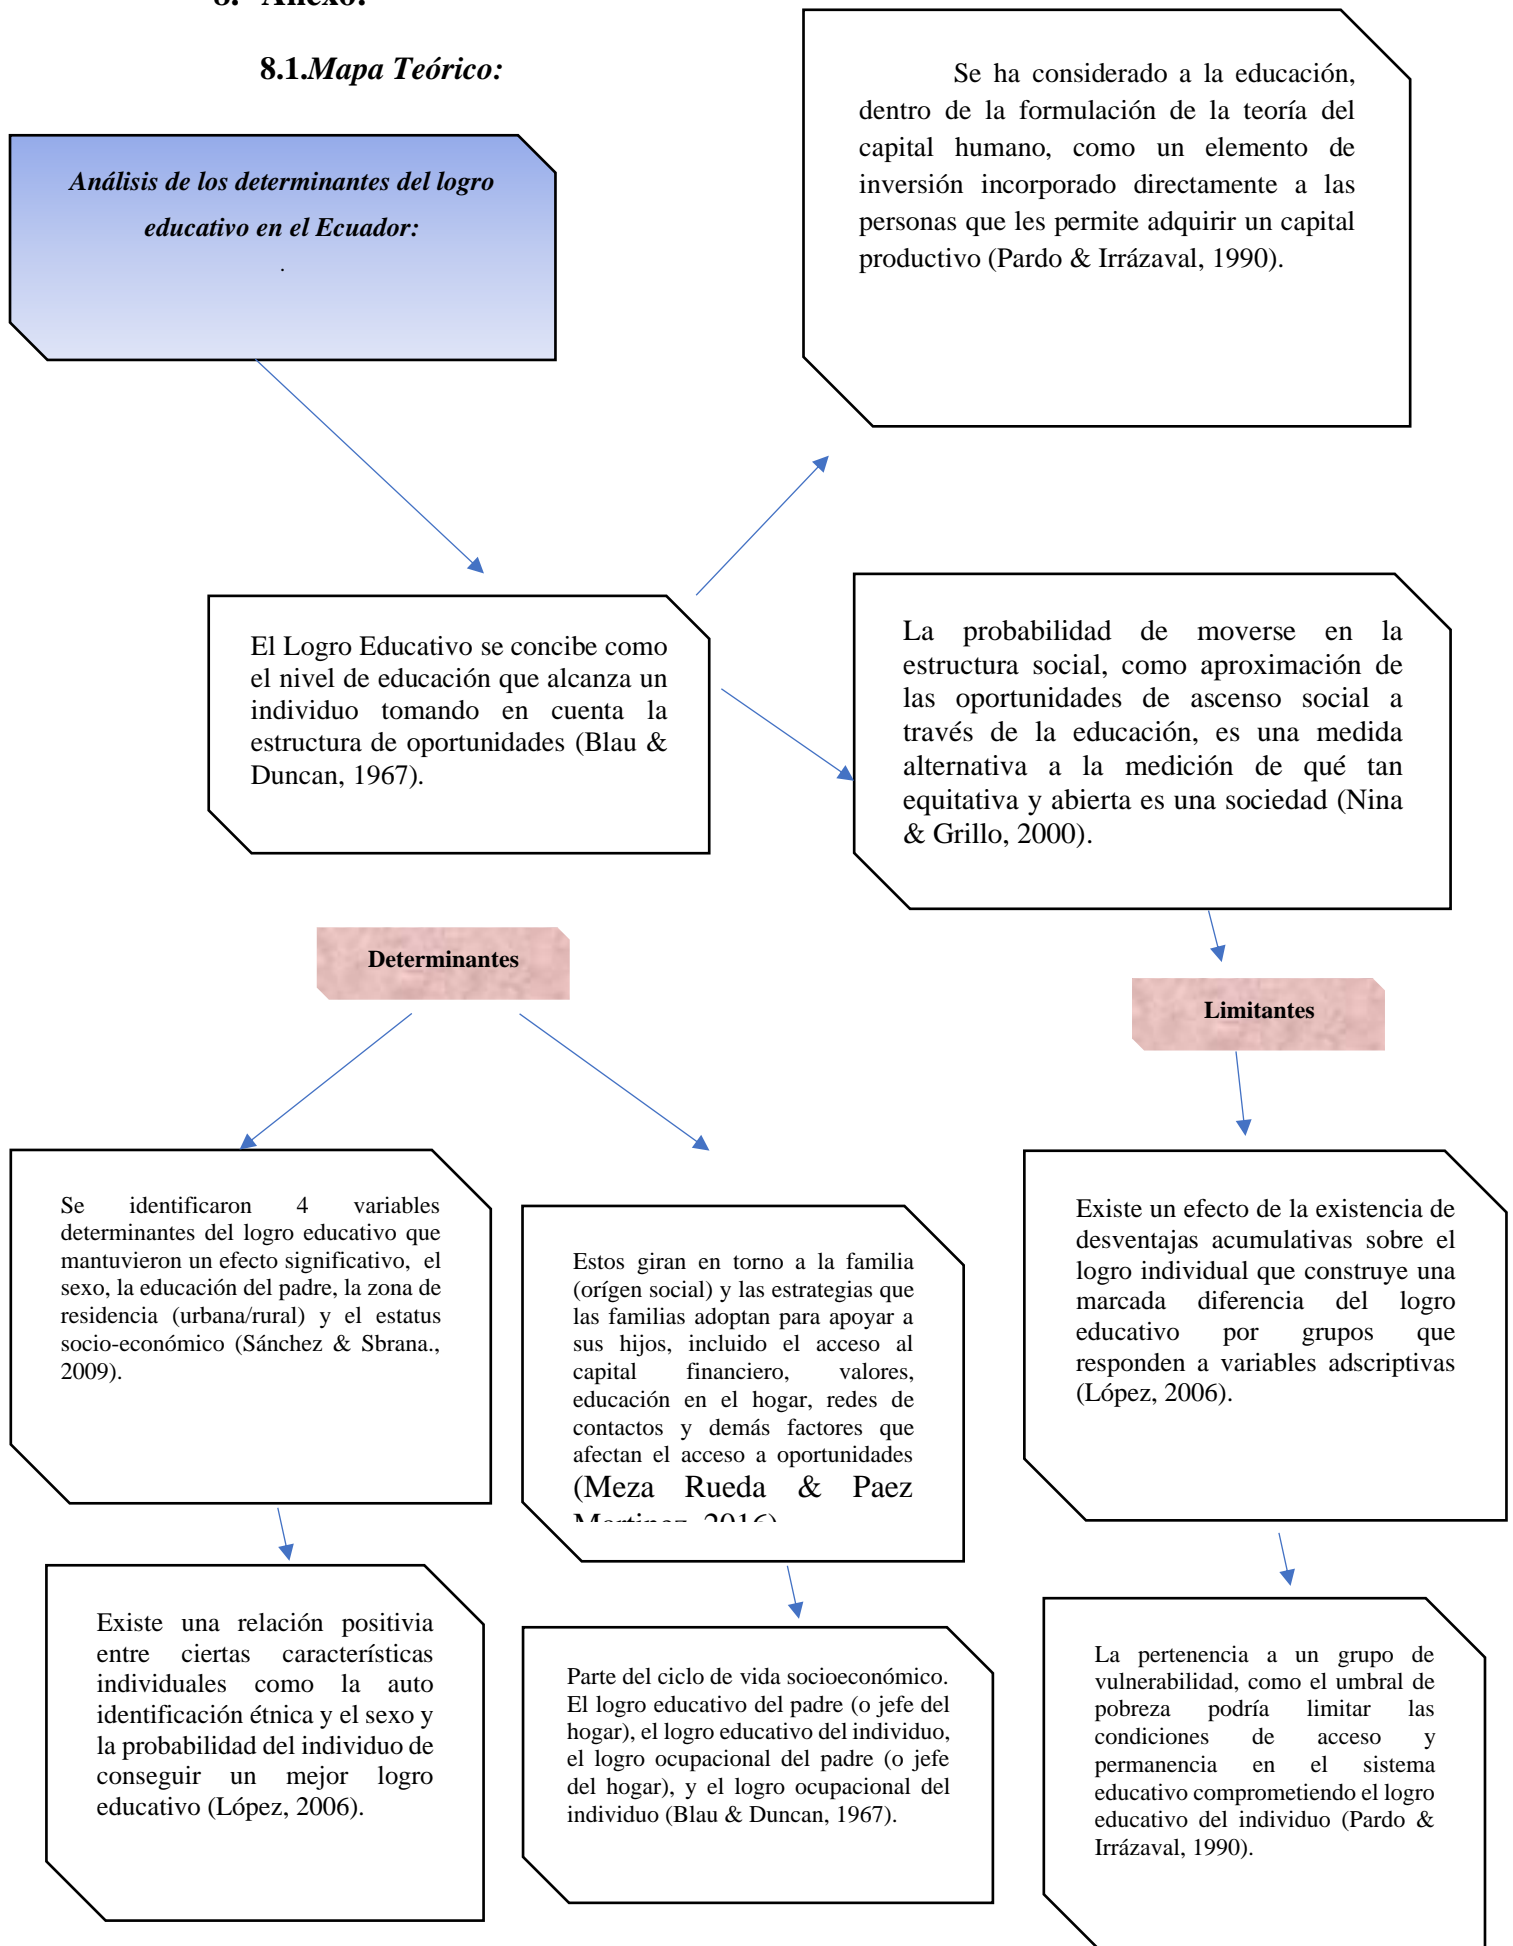 8. Anexo:
8.1.Mapa Teórico:
Análisis de los determinantes del logro
educativo en el Ecuador:
.
Se ha considerado a la educación,
dentro de la formulación de la teoría del
capital humano, como un elemento de
inversión incorporado directamente a las
personas que les permite adquirir un capital
productivo (Pardo & Irrázaval, 1990).
El Logro Educativo se concibe como
el nivel de educación que alcanza un
individuo tomando en cuenta la
estructura de oportunidades (Blau &
Duncan, 1967).
La probabilidad de moverse en la
estructura social, como aproximación de
las oportunidades de ascenso social a
través de la educación, es una medida
alternativa a la medición de qué tan
equitativa y abierta es una sociedad (Nina
& Grillo, 2000).
Determinantes
Limitantes
Se identificaron 4 variables
determinantes del logro educativo que
mantuvieron un efecto significativo, el
sexo, la educación del padre, la zona de
residencia (urbana/rural) y el estatus
socio-económico (Sánchez & Sbrana.,
2009).
Estos giran en torno a la familia
(orígen social) y las estrategias que
las familias adoptan para apoyar a
sus hijos, incluido el acceso al
capital financiero, valores,
educación en el hogar, redes de
contactos y demás factores que
afectan el acceso a oportunidades
(Meza Rueda & Paez
Martinez, 2016)
Existe un efecto de la existencia de
desventajas acumulativas sobre el
logro individual que construye una
marcada diferencia del logro
educativo por grupos que
responden a variables adscriptivas
(López, 2006).
Existe una relación positivia
entre ciertas características
individuales como la auto
identificación étnica y el sexo y
la probabilidad del individuo de
conseguir un mejor logro
educativo (López, 2006).
Parte del ciclo de vida socioeconómico.
El logro educativo del padre (o jefe del
hogar), el logro educativo del individuo,
el logro ocupacional del padre (o jefe
del hogar), y el logro ocupacional del
individuo (Blau & Duncan, 1967).
La pertenencia a un grupo de
vulnerabilidad, como el umbral de
pobreza podría limitar las
condiciones de acceso y
permanencia en el sistema
educativo comprometiendo el logro
educativo del individuo (Pardo &
Irrázaval, 1990).